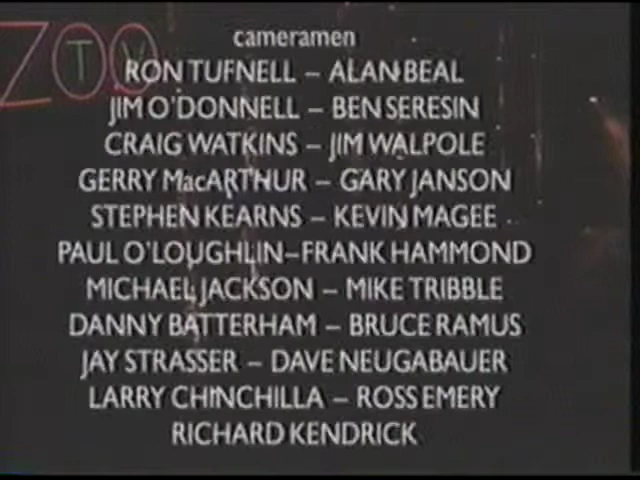 ZOO
TV
cameramen
RON TUFNELL – ALAN BEAL
JIM O'DONNELL – BEN SERESIN
CRAIG WATKINS – JIM WALPOLE
GERRY MacARTHUR – GARY JANSON
STEPHEN KEARNS – KEVIN MAGEE
PAUL O'LOUGHLIN–FRANK HAMMOND
MICHAEL JACKSON – MIKE TRIBBLE
DANNY BATTERHAM – BRUCE RAMUS
JAY STRASSER – DAVE NEUGABAUER
LARRY CHINCHILLA – ROSS EMERY
RICHARD KENDRICK